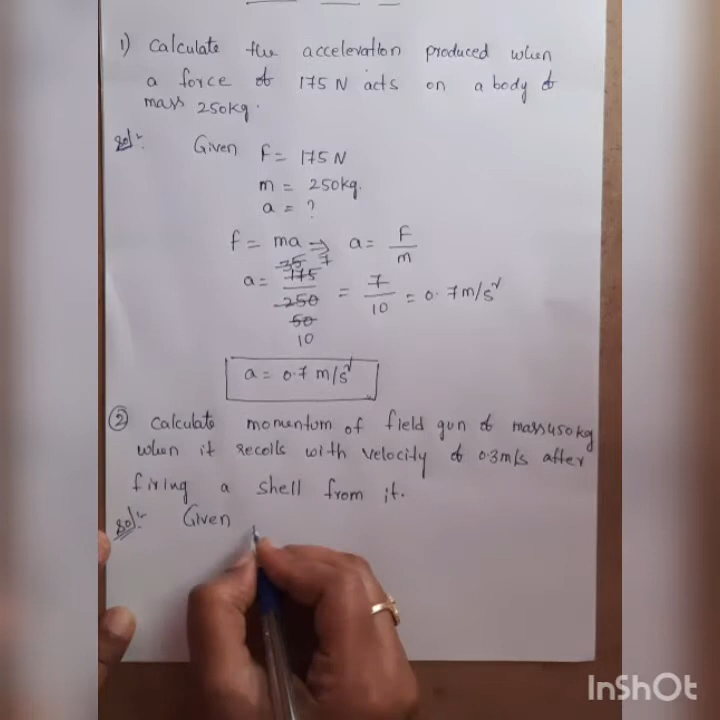 1) Calculate the acceleration produced when
a force of 175 N acts on a body of
mass 250kg.
Sol:- Given F = 175 N
m = 250kg.
a = ?
f = ma ⇒ a = F/m
35 7
a = 175/250 = 7/10 = 0.7 m/s²
50
10
a = 0.7 m/s²
② Calculate momentum of field gun of mass 450kg
when it recoils with velocity of 0.3m/s after
firing a shell from it.
Sol:- Given
InShOt